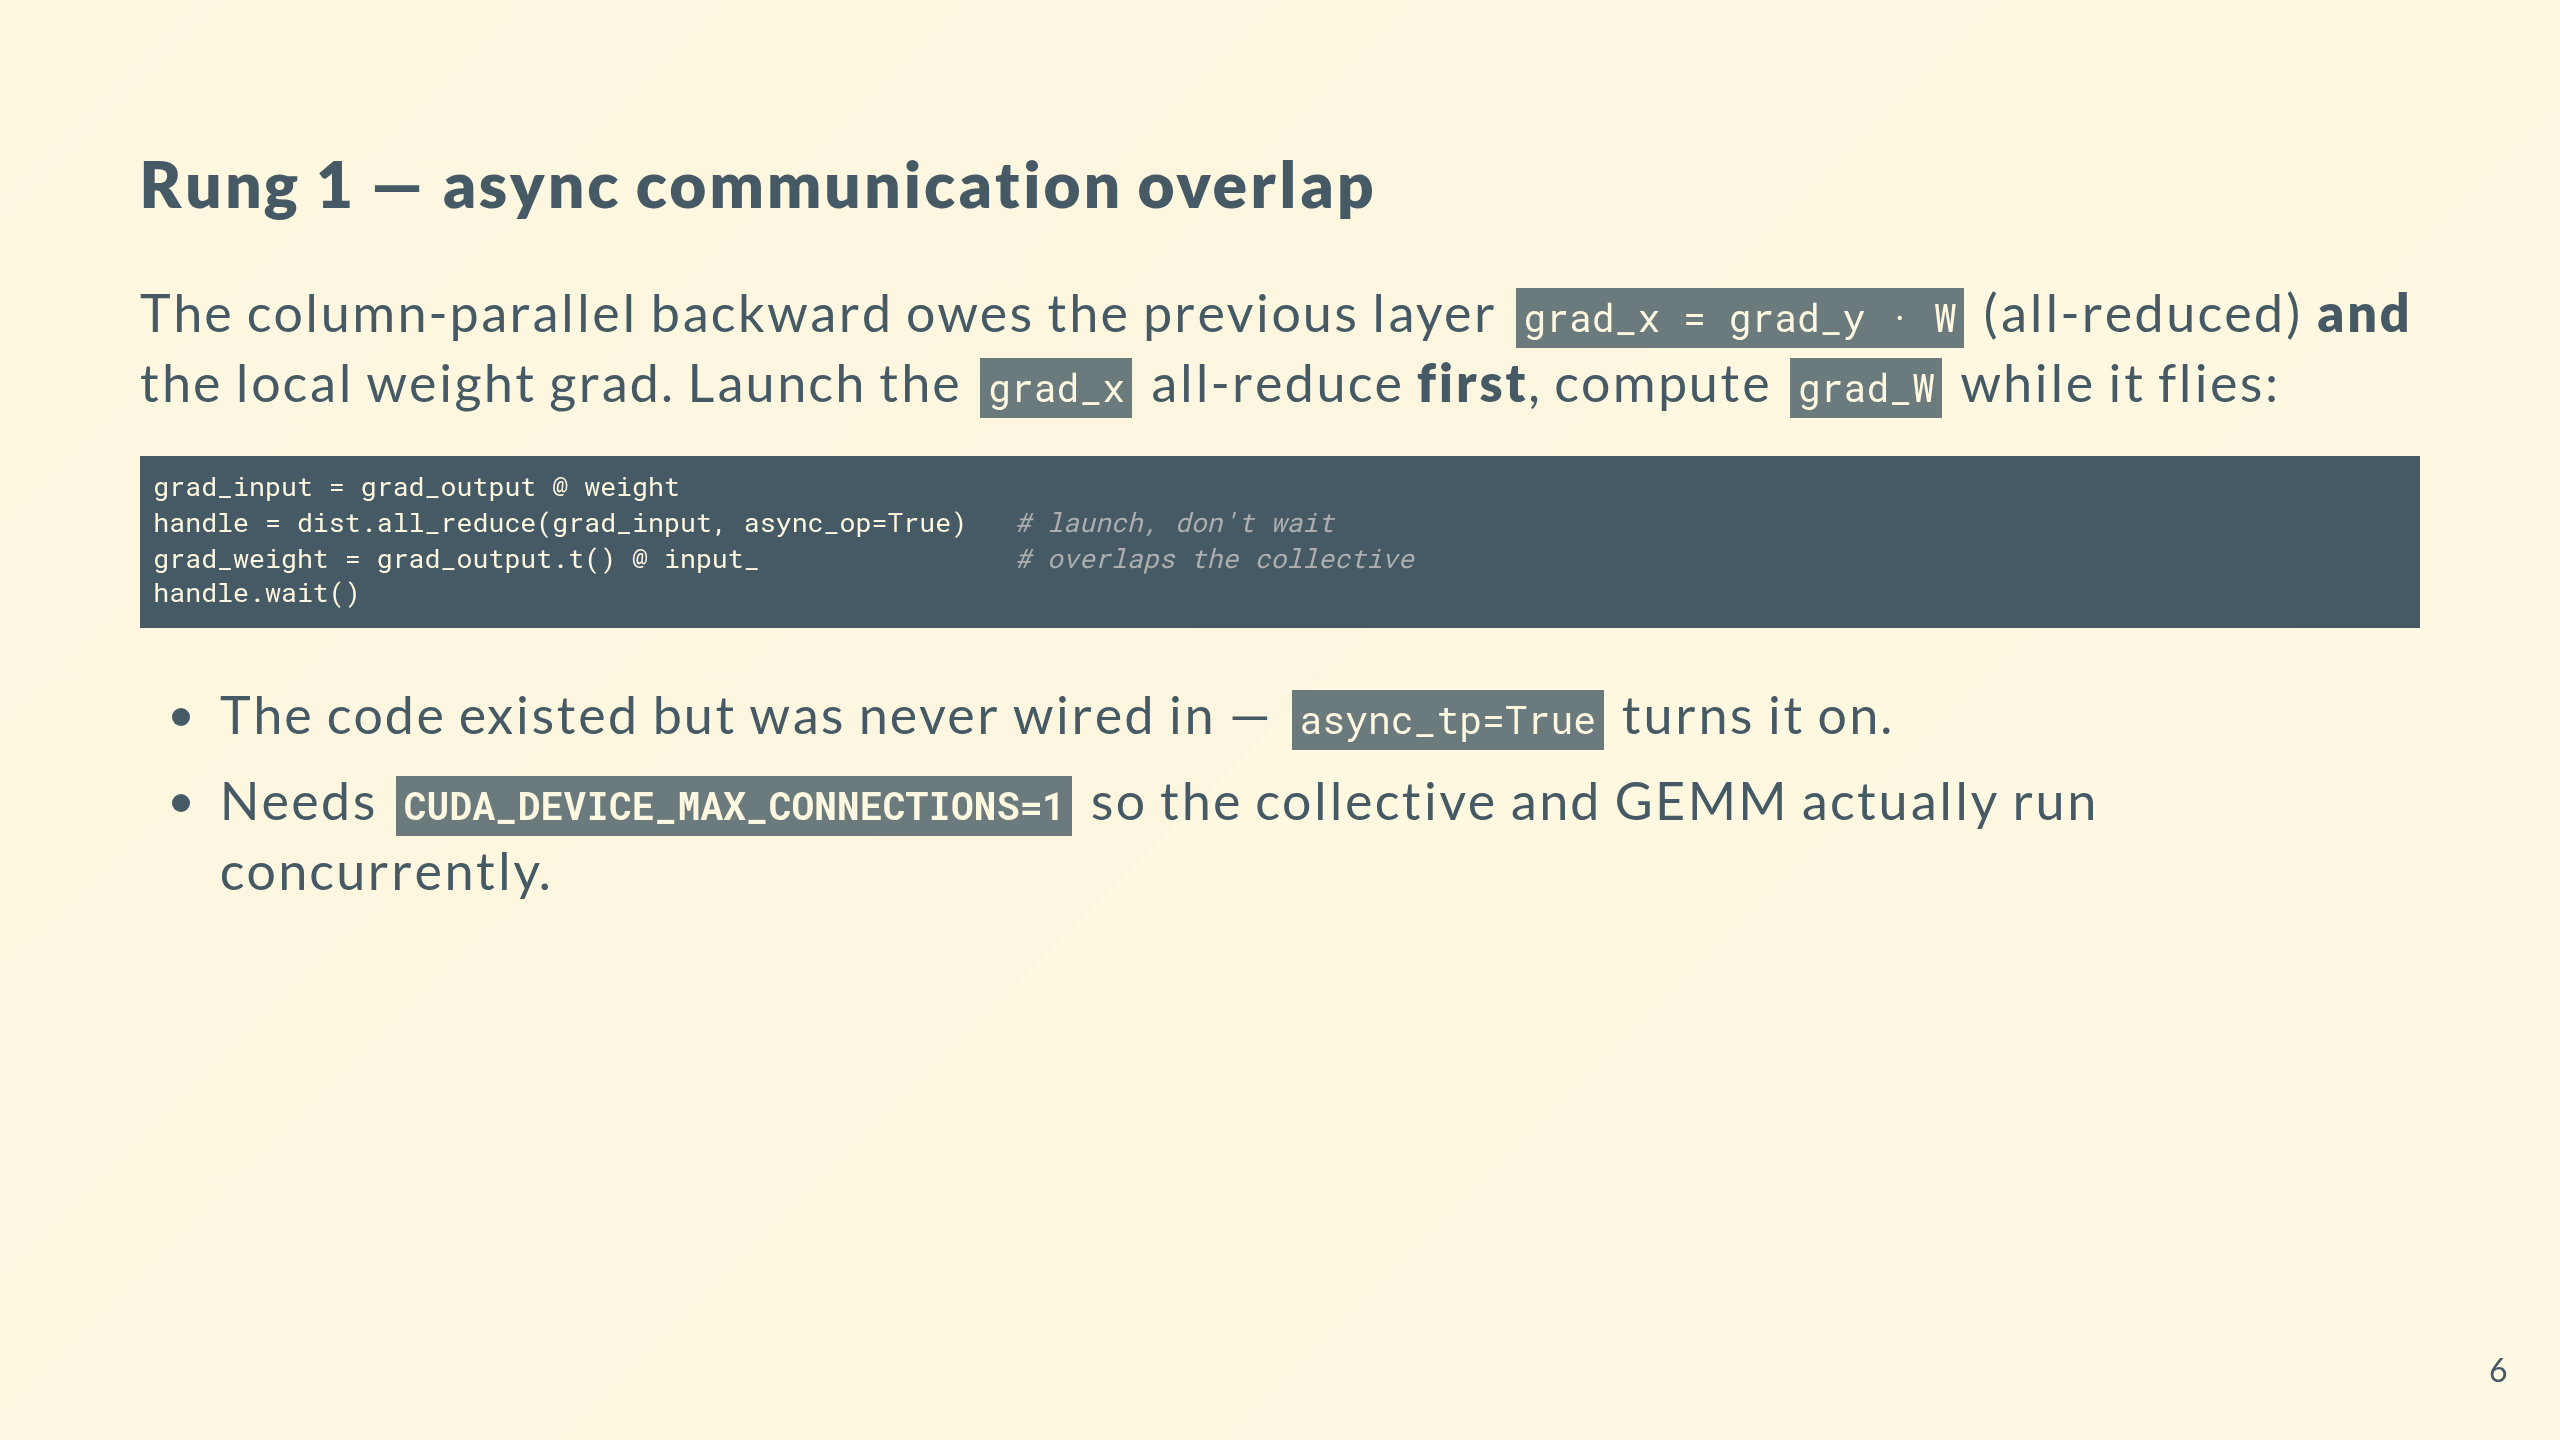 Rung 1 — async communication overlap
The column-parallel backward owes the previous layer grad_x = grad_y · W (all-reduced) and
the local weight grad. Launch the grad_x all-reduce first, compute grad_W while it flies:
grad_input = grad_output @ weight
handle = dist.all_reduce(grad_input, async_op=True)   # launch, don't wait
grad_weight = grad_output.t() @ input_                # overlaps the collective
handle.wait()
• The code existed but was never wired in — async_tp=True turns it on.
• Needs CUDA_DEVICE_MAX_CONNECTIONS=1 so the collective and GEMM actually run
concurrently.
6